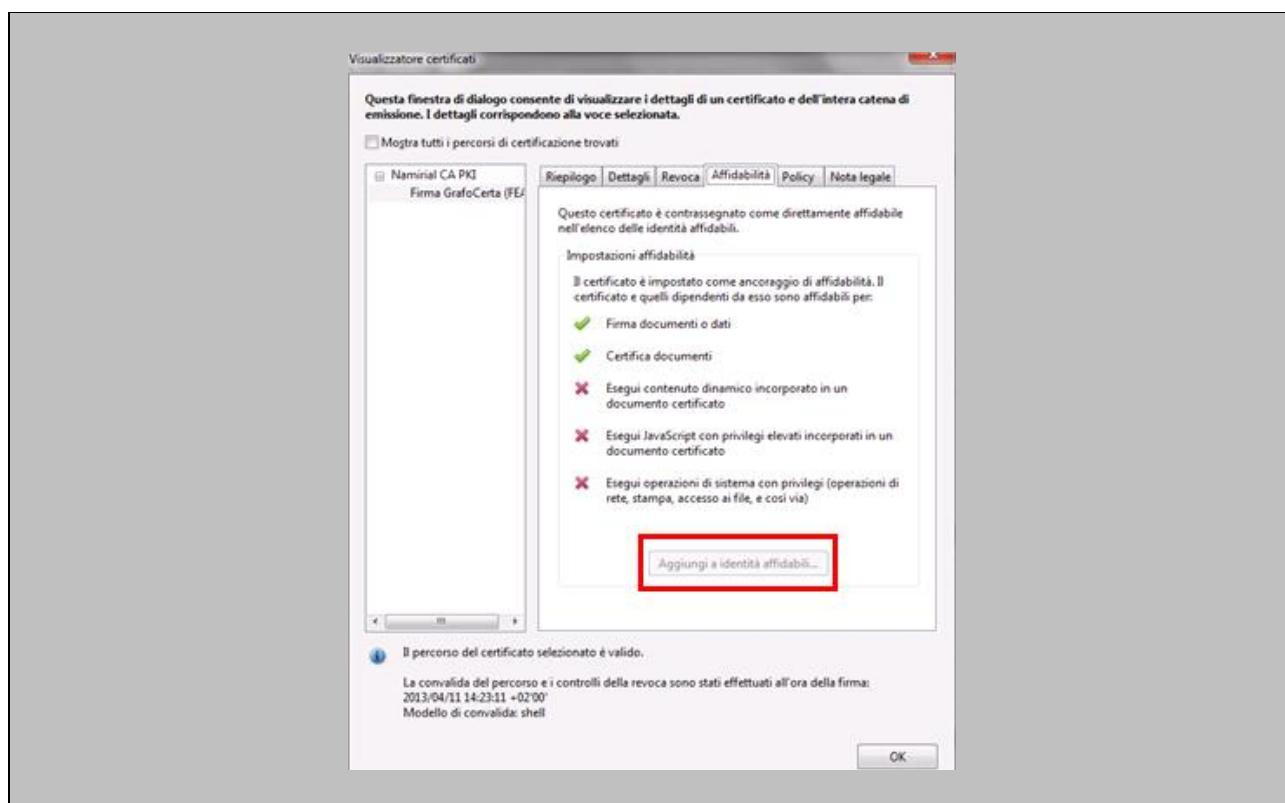 Visualizzatore certificati
Questa finestra di dialogo consente di visualizzare i dettagli di un certificato e dell'intera catena di
emissione. I dettagli corrispondono alla voce selezionata.
Mostra tutti i percorsi di certificazione trovati
Namirial CA PKI
Firma GrafoCerta (FEA
Riepilogo Dettagli Revoca Affidabilità Policy Nota legale
Questo certificato è contrassegnato come direttamente affidabile
nell'elenco delle identità affidabili.
Impostazioni affidabilità
Il certificato è impostato come ancoraggio di affidabilità. Il
certificato e quelli dipendenti da esso sono affidabili per:
Firma documenti o dati
Certifica documenti
Esegui contenuto dinamico incorporato in un
documento certificato
Esegui JavaScript con privilegi elevati incorporati in un
documento certificato
Esegui operazioni di sistema con privilegi (operazioni di
rete, stampa, accesso ai file, e così via)
Aggiungi a identità affidabili...
Il percorso del certificato selezionato è valido.
La convalida del percorso e i controlli della revoca sono stati effettuati all'ora della firma:
2013/04/11 14:23:11 +02'00'
Modello di convalida: shell
OK